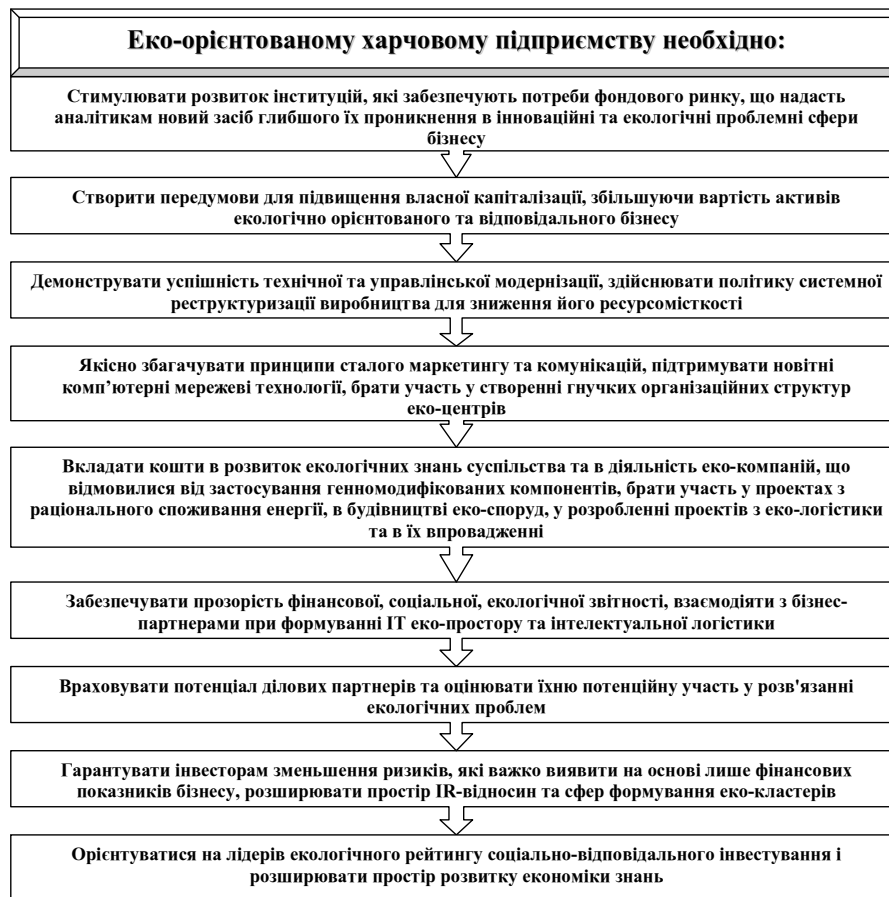 Еко-орієнтованому харчовому підприємству необхідно:
Стимулювати розвиток інституцій, які забезпечують потреби фондового ринку, що надасть
аналітикам новий засіб глибшого їх проникнення в інноваційні та екологічні проблемні сфери
бізнесу
Створити передумови для підвищення власної капіталізації, збільшуючи вартість активів
екологічно орієнтованого та відповідального бізнесу
Демонструвати успішність технічної та управлінської модернізації, здійснювати політику системної
реструктуризації виробництва для зниження його ресурсомісткості
Якісно збагачувати принципи сталого маркетингу та комунікацій, підтримувати новітні
комп’ютерні мережеві технології, брати участь у створенні гнучких організаційних структур
еко-центрів
Вкладати кошти в розвиток екологічних знань суспільства та в діяльність еко-компаній, що
відмовилися від застосування генномодифікованих компонентів, брати участь у проектах з
раціонального споживання енергії, в будівництві еко-споруд, у розробленні проектів з еко-логістики
та в їх впровадженні
Забезпечувати прозорість фінансової, соціальної, екологічної звітності, взаємодіяти з бізнес-
партнерами при формуванні ІТ еко-простору та інтелектуальної логістики
Враховувати потенціал ділових партнерів та оцінювати їхню потенційну участь у розв'язанні
екологічних проблем
Гарантувати інвесторам зменьшення ризиків, які важко виявити на основі лише фінансових
показників бізнесу, розширювати простір IR-відносин та сфер формування еко-кластерів
Орієнтуватися на лідерів екологічного рейтингу соціально-відповідального інвестування і
розширювати простір розвитку економіки знань